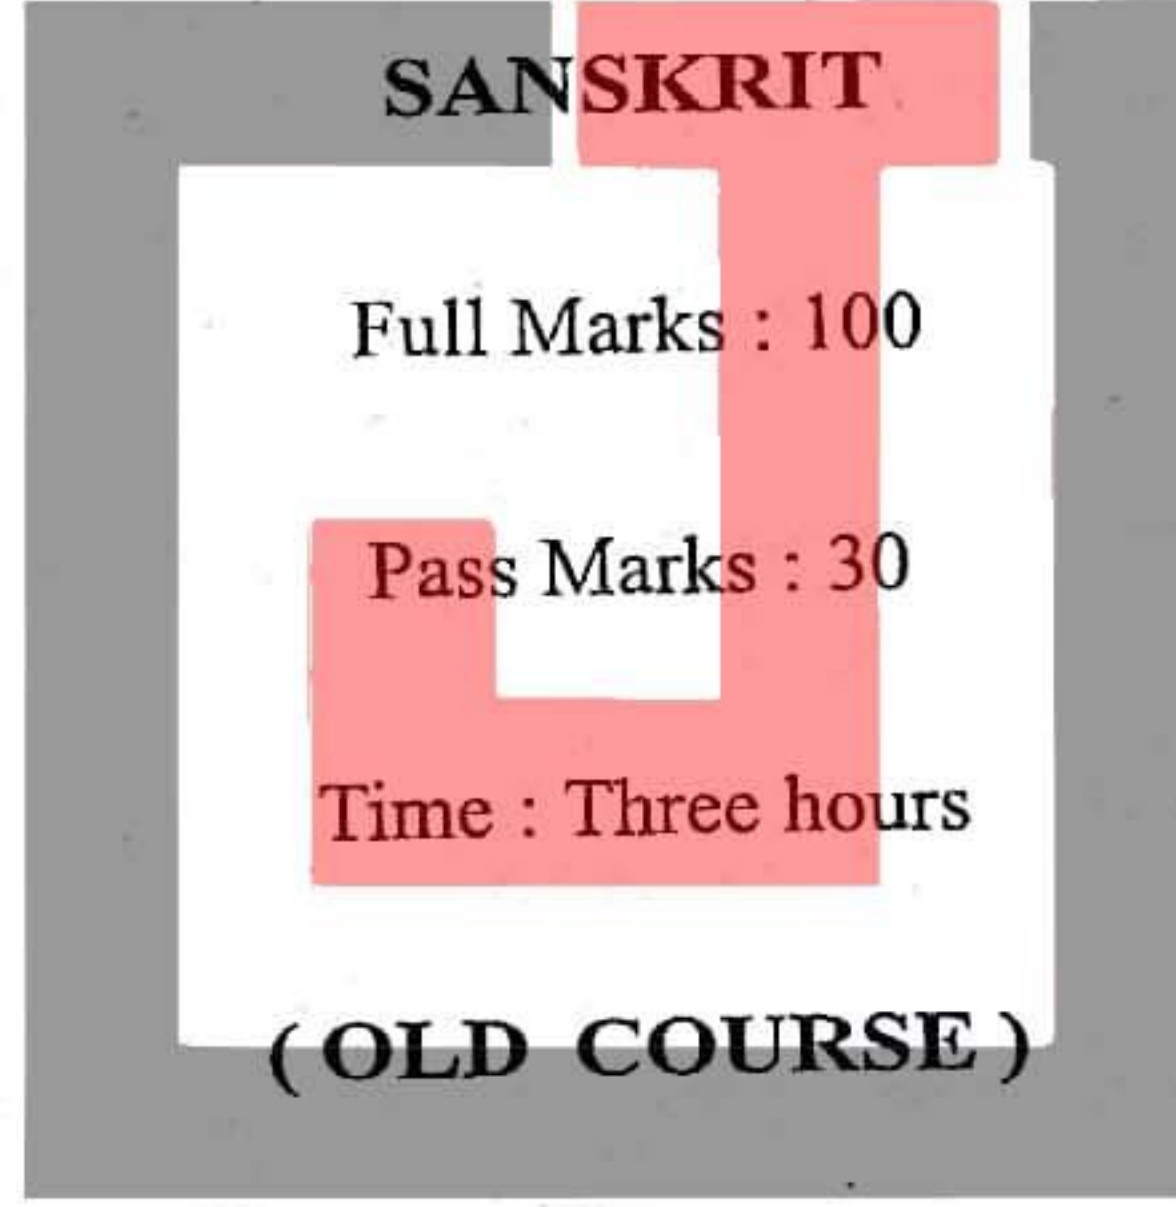 SANSKRIT
Full Marks : 100
Pass Marks : 30
Time : Three hours
( OLD COURSE )